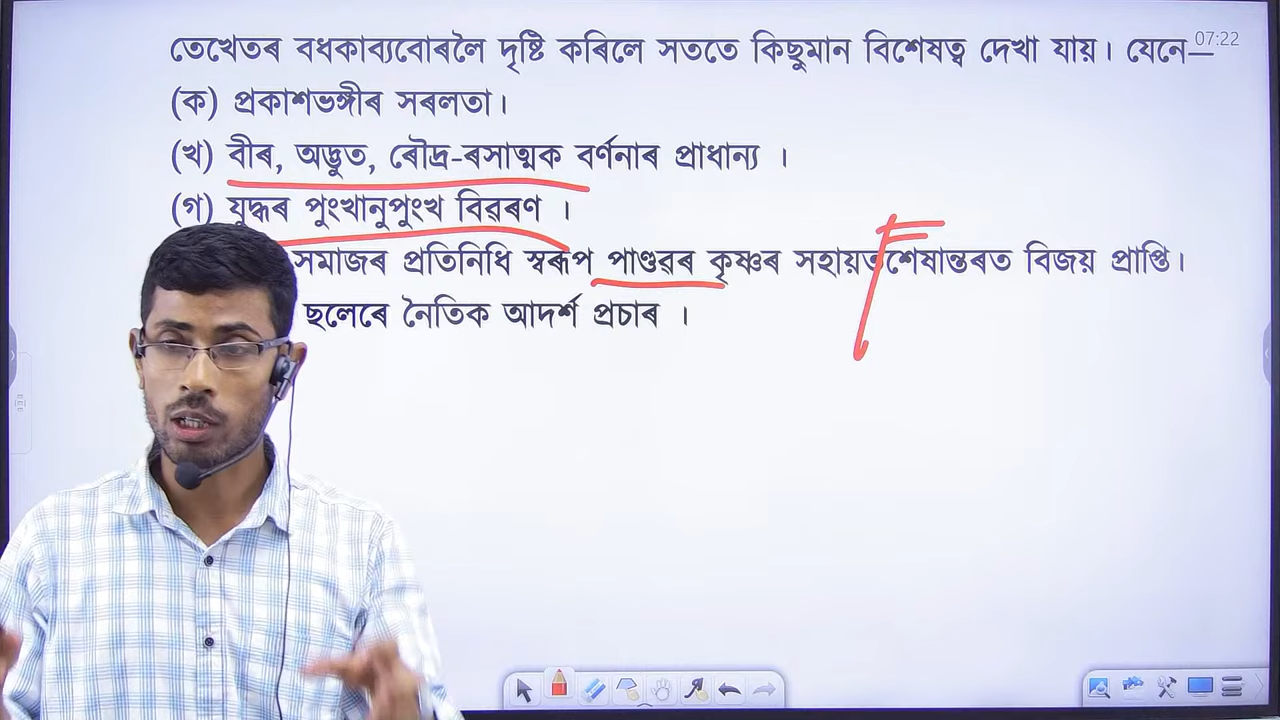 তেখেতৰ বধকাব্যবোৰলৈ দৃষ্টি কৰিলে সততে কিছুমান বিশেষত্ব দেখা যায়। যেনে—
07:22
(ক) প্ৰকাশভঙ্গীৰ সৰলতা।
(খ) বীৰ, অদ্ভুত, ৰৌদ্ৰ-ৰসাত্মক বৰ্ণনাৰ প্ৰাধান্য ।
(গ) যুদ্ধৰ পুংখানুপুংখ বিৱৰণ ।
সমাজৰ প্ৰতিনিধি স্বৰূপ পাণ্ডৱৰ কৃষ্ণৰ সহায়ত শেষান্তৰত বিজয় প্ৰাপ্তি।
ছলেৰে নৈতিক আদৰ্শ প্ৰচাৰ ।